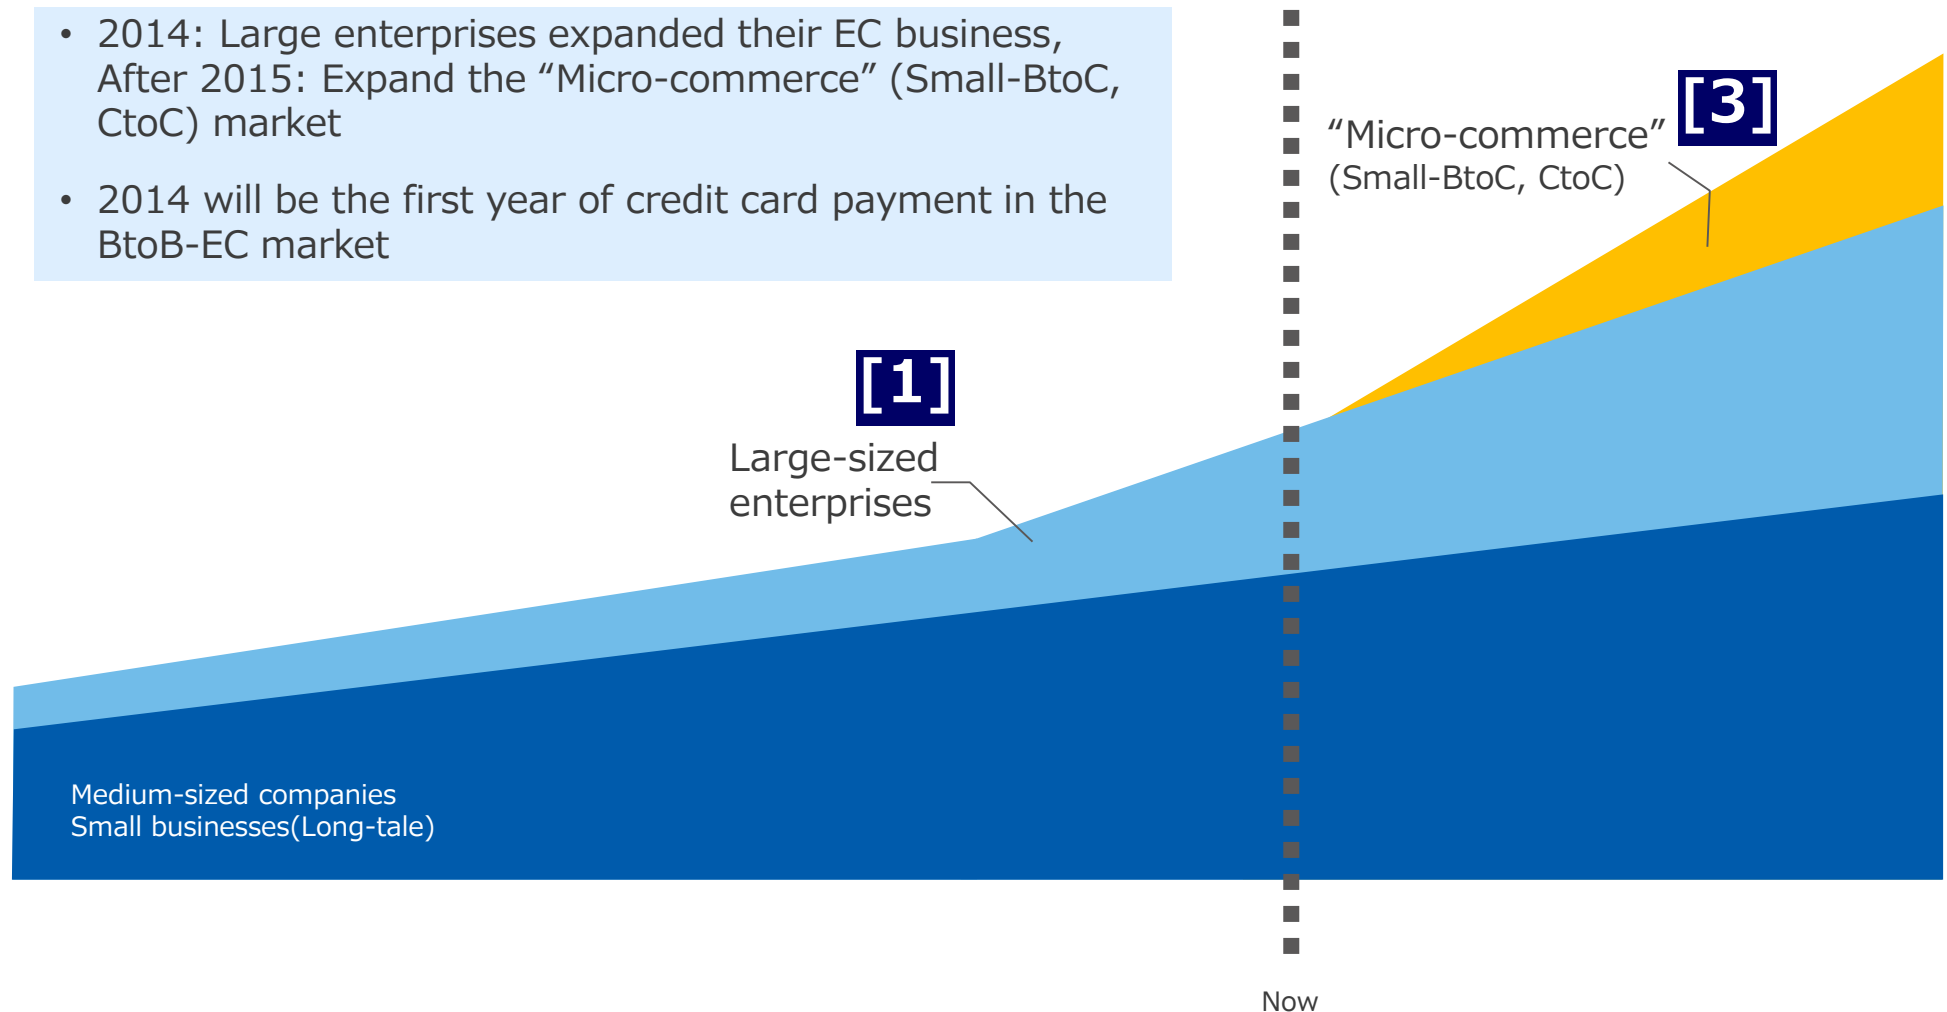 • 2014: Large enterprises expanded their EC business,
After 2015: Expand the “Micro-commerce” (Small-BtoC,
CtoC) market
• 2014 will be the first year of credit card payment in the
BtoB-EC market
[3]
“Micro-commerce”
(Small-BtoC, CtoC)
[1]
Large-sized
enterprises
Medium-sized companies
Small businesses(Long-tale)
Now